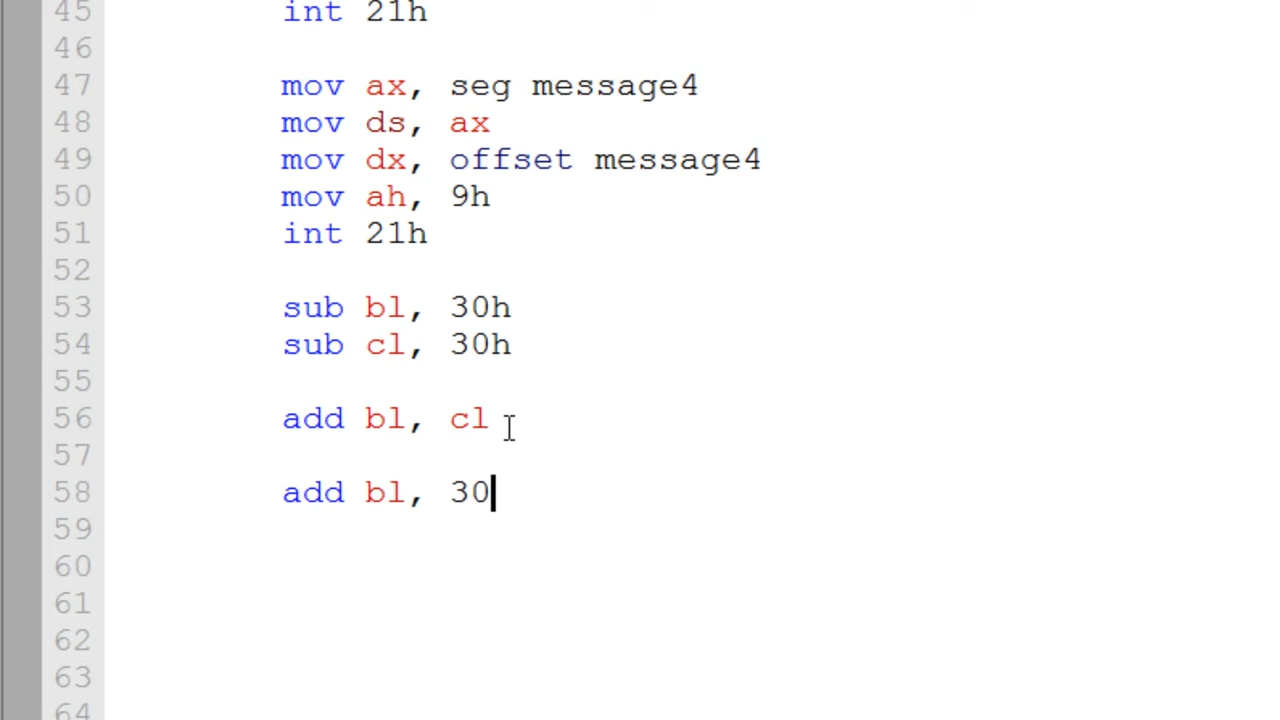 45 int 21h
46
47 mov ax, seg message4
48 mov ds, ax
49 mov dx, offset message4
50 mov ah, 9h
51 int 21h
52
53 sub bl, 30h
54 sub cl, 30h
55
56 add bl, cl
57
58 add bl, 30
59
60
61
62
63
64